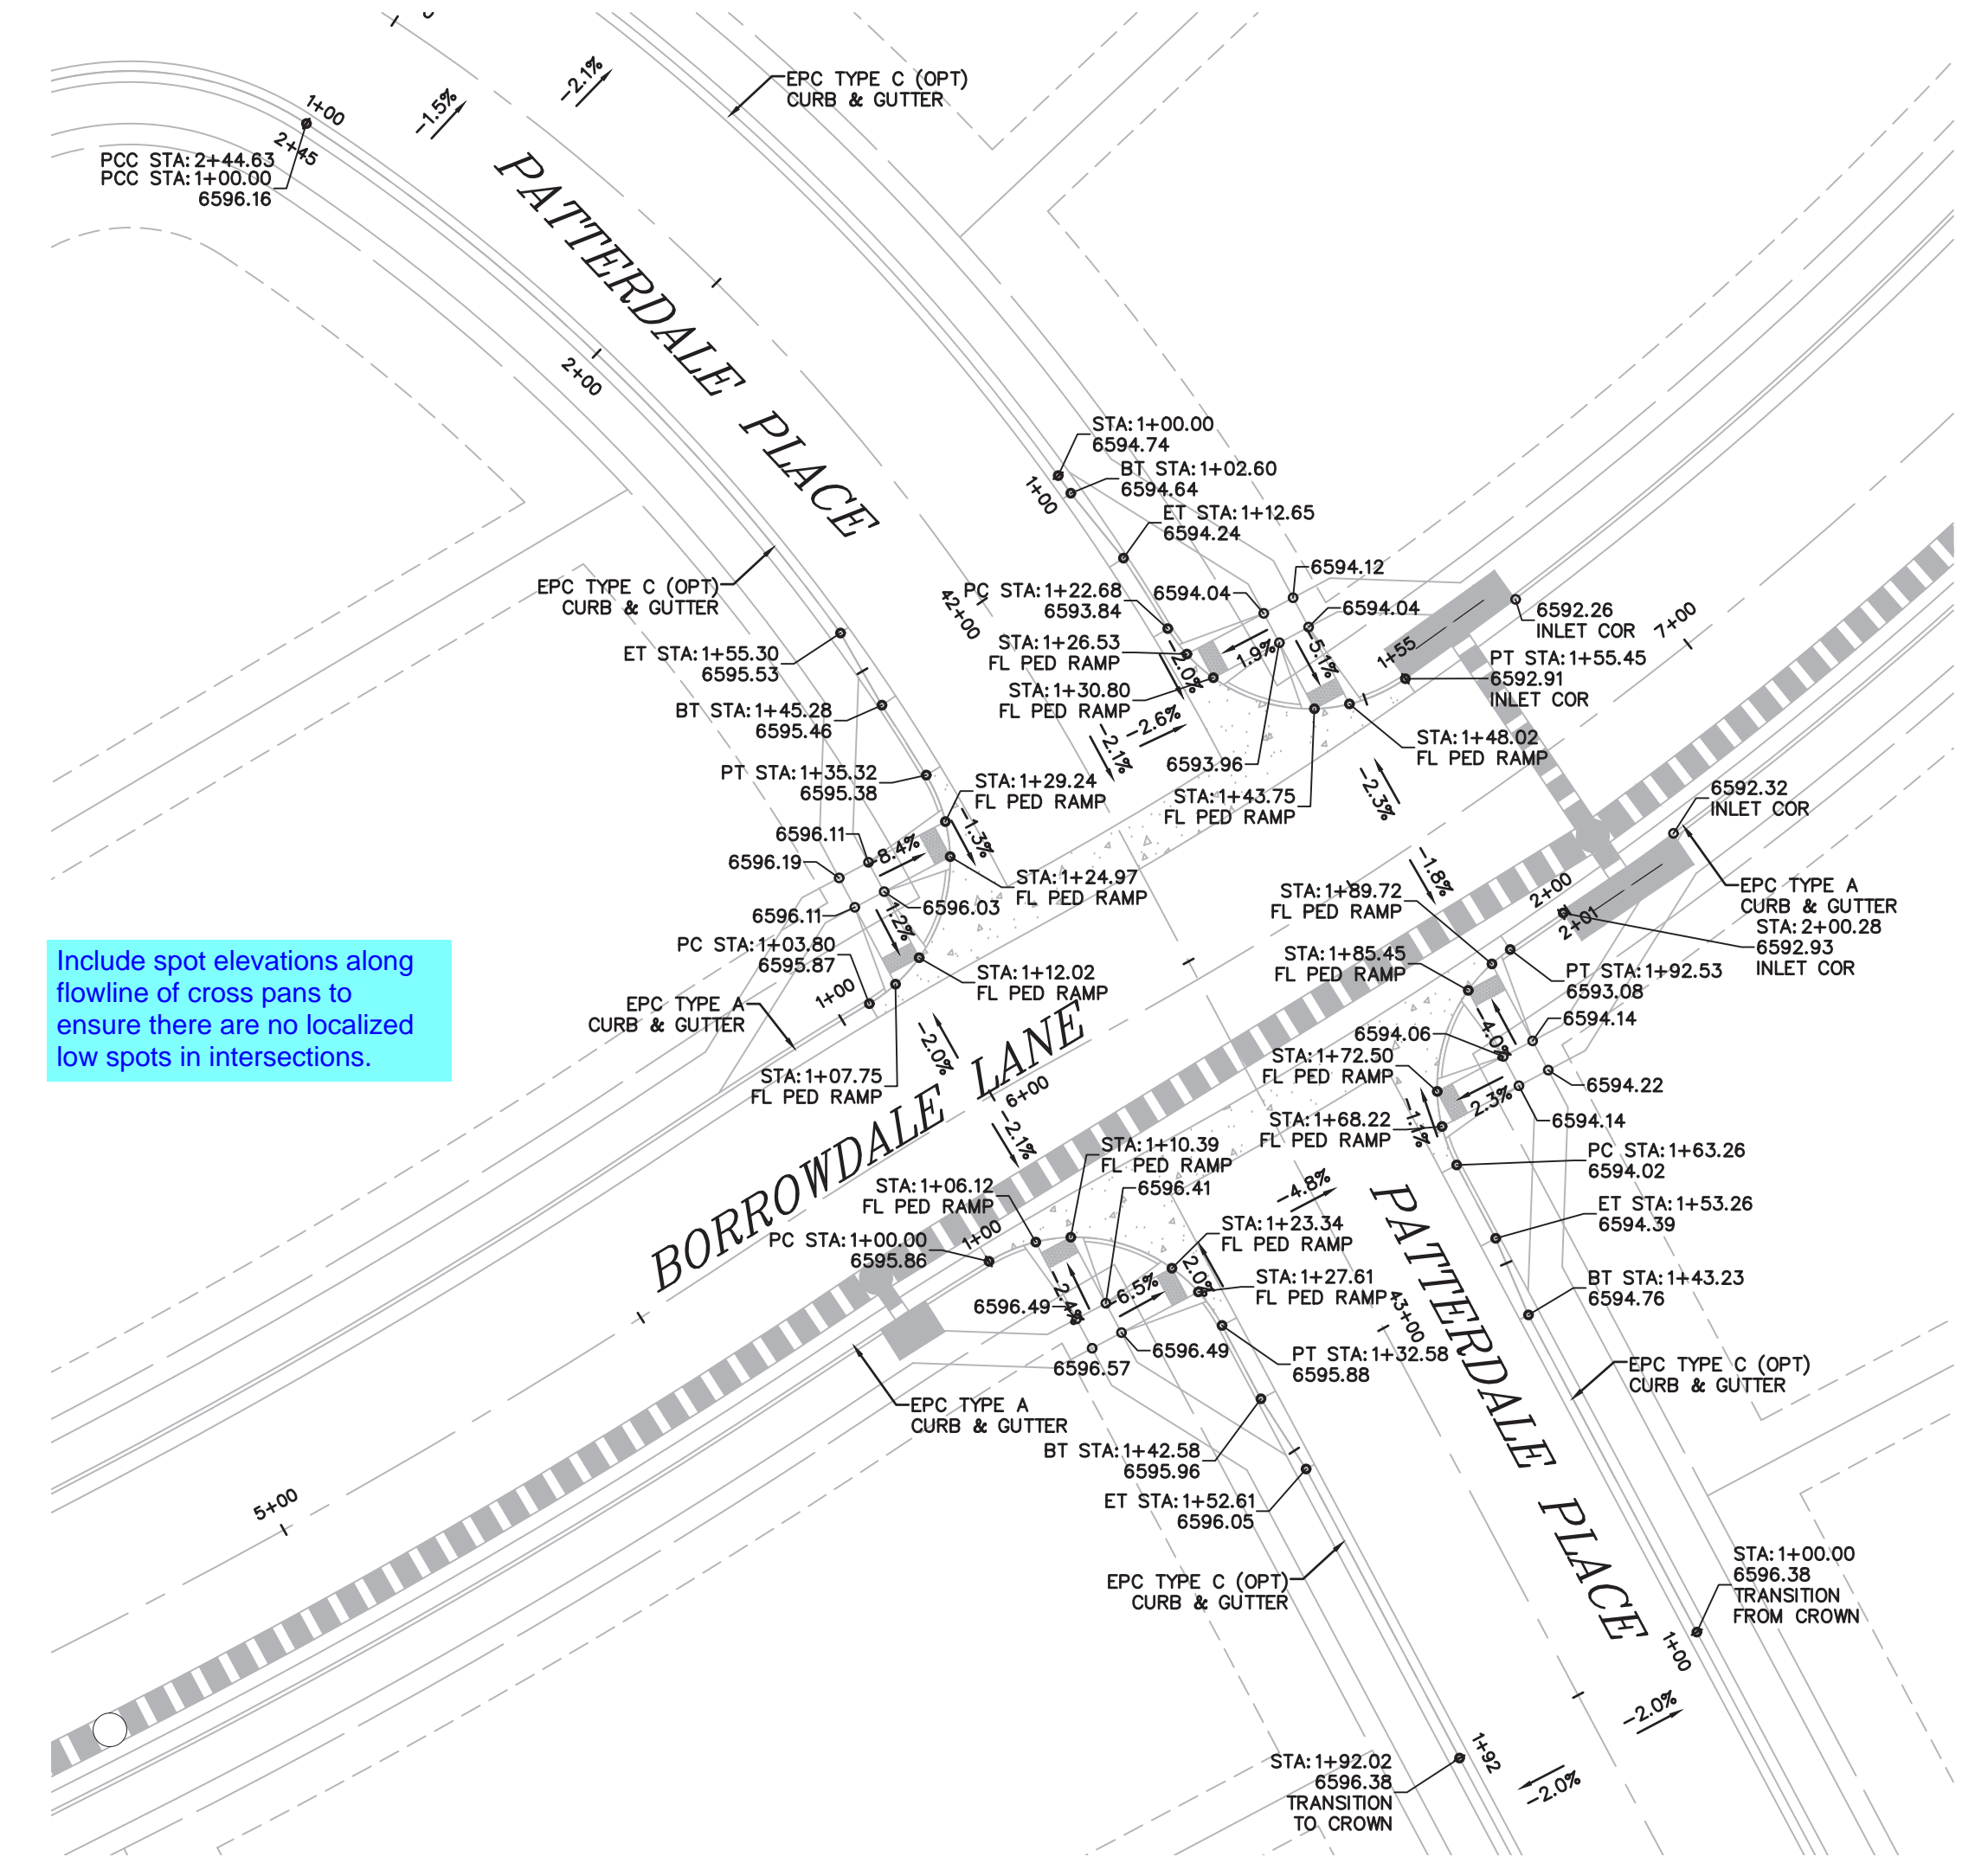 1+00
2+45
PCC STA:2+44.63
PCC STA:1+00.00
6596.16
-1.5%
-2.1%
EPC TYPE C (OPT)
CURB & GUTTER
PATTERDALE PLACE
2+00
STA:1+00.00
6594.74
BT STA:1+02.60
6594.64
1+00
ET STA:1+12.65
6594.24
EPC TYPE C (OPT)
CURB & GUTTER
42+00
PC STA:1+22.68
6593.84
6594.04
6594.12
6594.04
STA:1+26.53
FL PED RAMP
STA:1+30.80
FL PED RAMP
-2.0%
1.9%
-5.1%
1+55
6592.26
INLET COR
7+00
PT STA:1+55.45
6592.91
INLET COR
ET STA:1+55.30
6595.53
BT STA:1+45.28
6595.46
-2.6%
-2.1%
6593.96
STA:1+48.02
FL PED RAMP
STA:1+43.75
FL PED RAMP
-2.3%
PT STA:1+35.32
6595.38
STA:1+29.24
FL PED RAMP
-1.3%
6596.11
-8.4%
6596.19
STA:1+24.97
FL PED RAMP
6592.32
INLET COR
6596.11
6596.03
1.2%
PC STA:1+03.80
6595.87
STA:1+12.02
FL PED RAMP
1+00
EPC TYPE A
CURB & GUTTER
-2.0%
STA:1+07.75
FL PED RAMP
Include spot elevations along
flowline of cross pans to
ensure there are no localized
low spots in intersections.
-1.8%
STA:1+89.72
FL PED RAMP
2+00
2+01
EPC TYPE A
CURB & GUTTER
STA:2+00.28
6592.93
INLET COR
STA:1+85.45
FL PED RAMP
PT STA:1+92.53
6593.08
6594.06
-4.0%
6594.14
STA:1+72.50
FL PED RAMP
6594.22
2.3%
-1.1%
STA:1+68.22
FL PED RAMP
6594.14
BORROWDALE LANE
6+00
-2.1%
STA:1+10.39
FL PED RAMP
PC STA:1+63.26
6594.02
STA:1+06.12
FL PED RAMP
6596.41
-4.8%
ET STA:1+53.26
6594.39
PC STA:1+00.00
6595.86
1+00
STA:1+23.34
FL PED RAMP
2.0%
STA:1+27.61
FL PED RAMP
6596.49
-2.4%
-6.5%
BT STA:1+43.23
6594.76
43+00
6596.49
6596.57
PT STA:1+32.58
6595.88
EPC TYPE C (OPT)
CURB & GUTTER
EPC TYPE A
CURB & GUTTER
PATTERDALE PLACE
BT STA:1+42.58
6595.96
5+00
ET STA:1+52.61
6596.05
EPC TYPE C (OPT)
CURB & GUTTER
STA:1+00.00
6596.38
TRANSITION
FROM CROWN
1+00
-2.0%
1+92
STA:1+92.02
6596.38
TRANSITION
TO CROWN
-2.0%